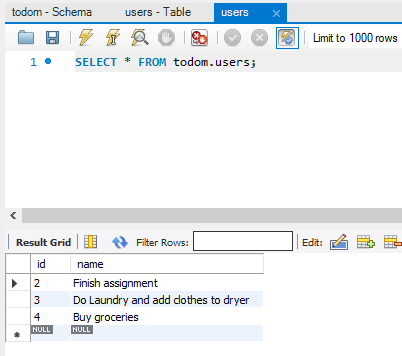 todom - Schema users - Table users
Limit to 1000 rows
1 SELECT * FROM todom.users;
Result Grid Filter Rows: Edit:
id name
2 Finish assignment
3 Do Laundry and add clothes to dryer
4 Buy groceries
NULL NULL